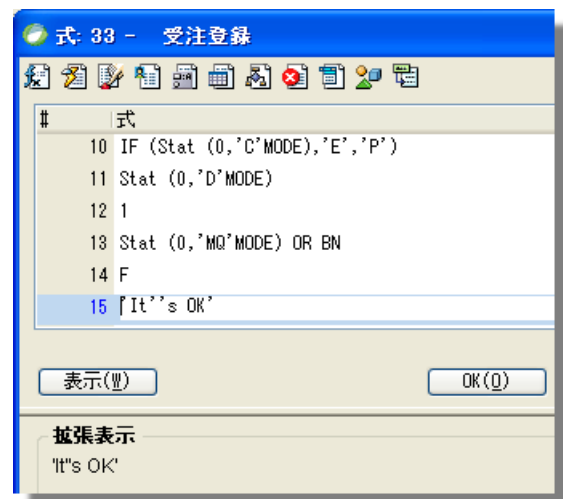 式: 33 - 受注登録
# 式
10 IF (Stat (0,'C'MODE),'E','P')
11 Stat (0,'D'MODE)
12 1
13 Stat (0,'MQ'MODE) OR BN
14 F
15 'It''s OK'
表示(W) OK(O)
拡張表示
'It''s OK'